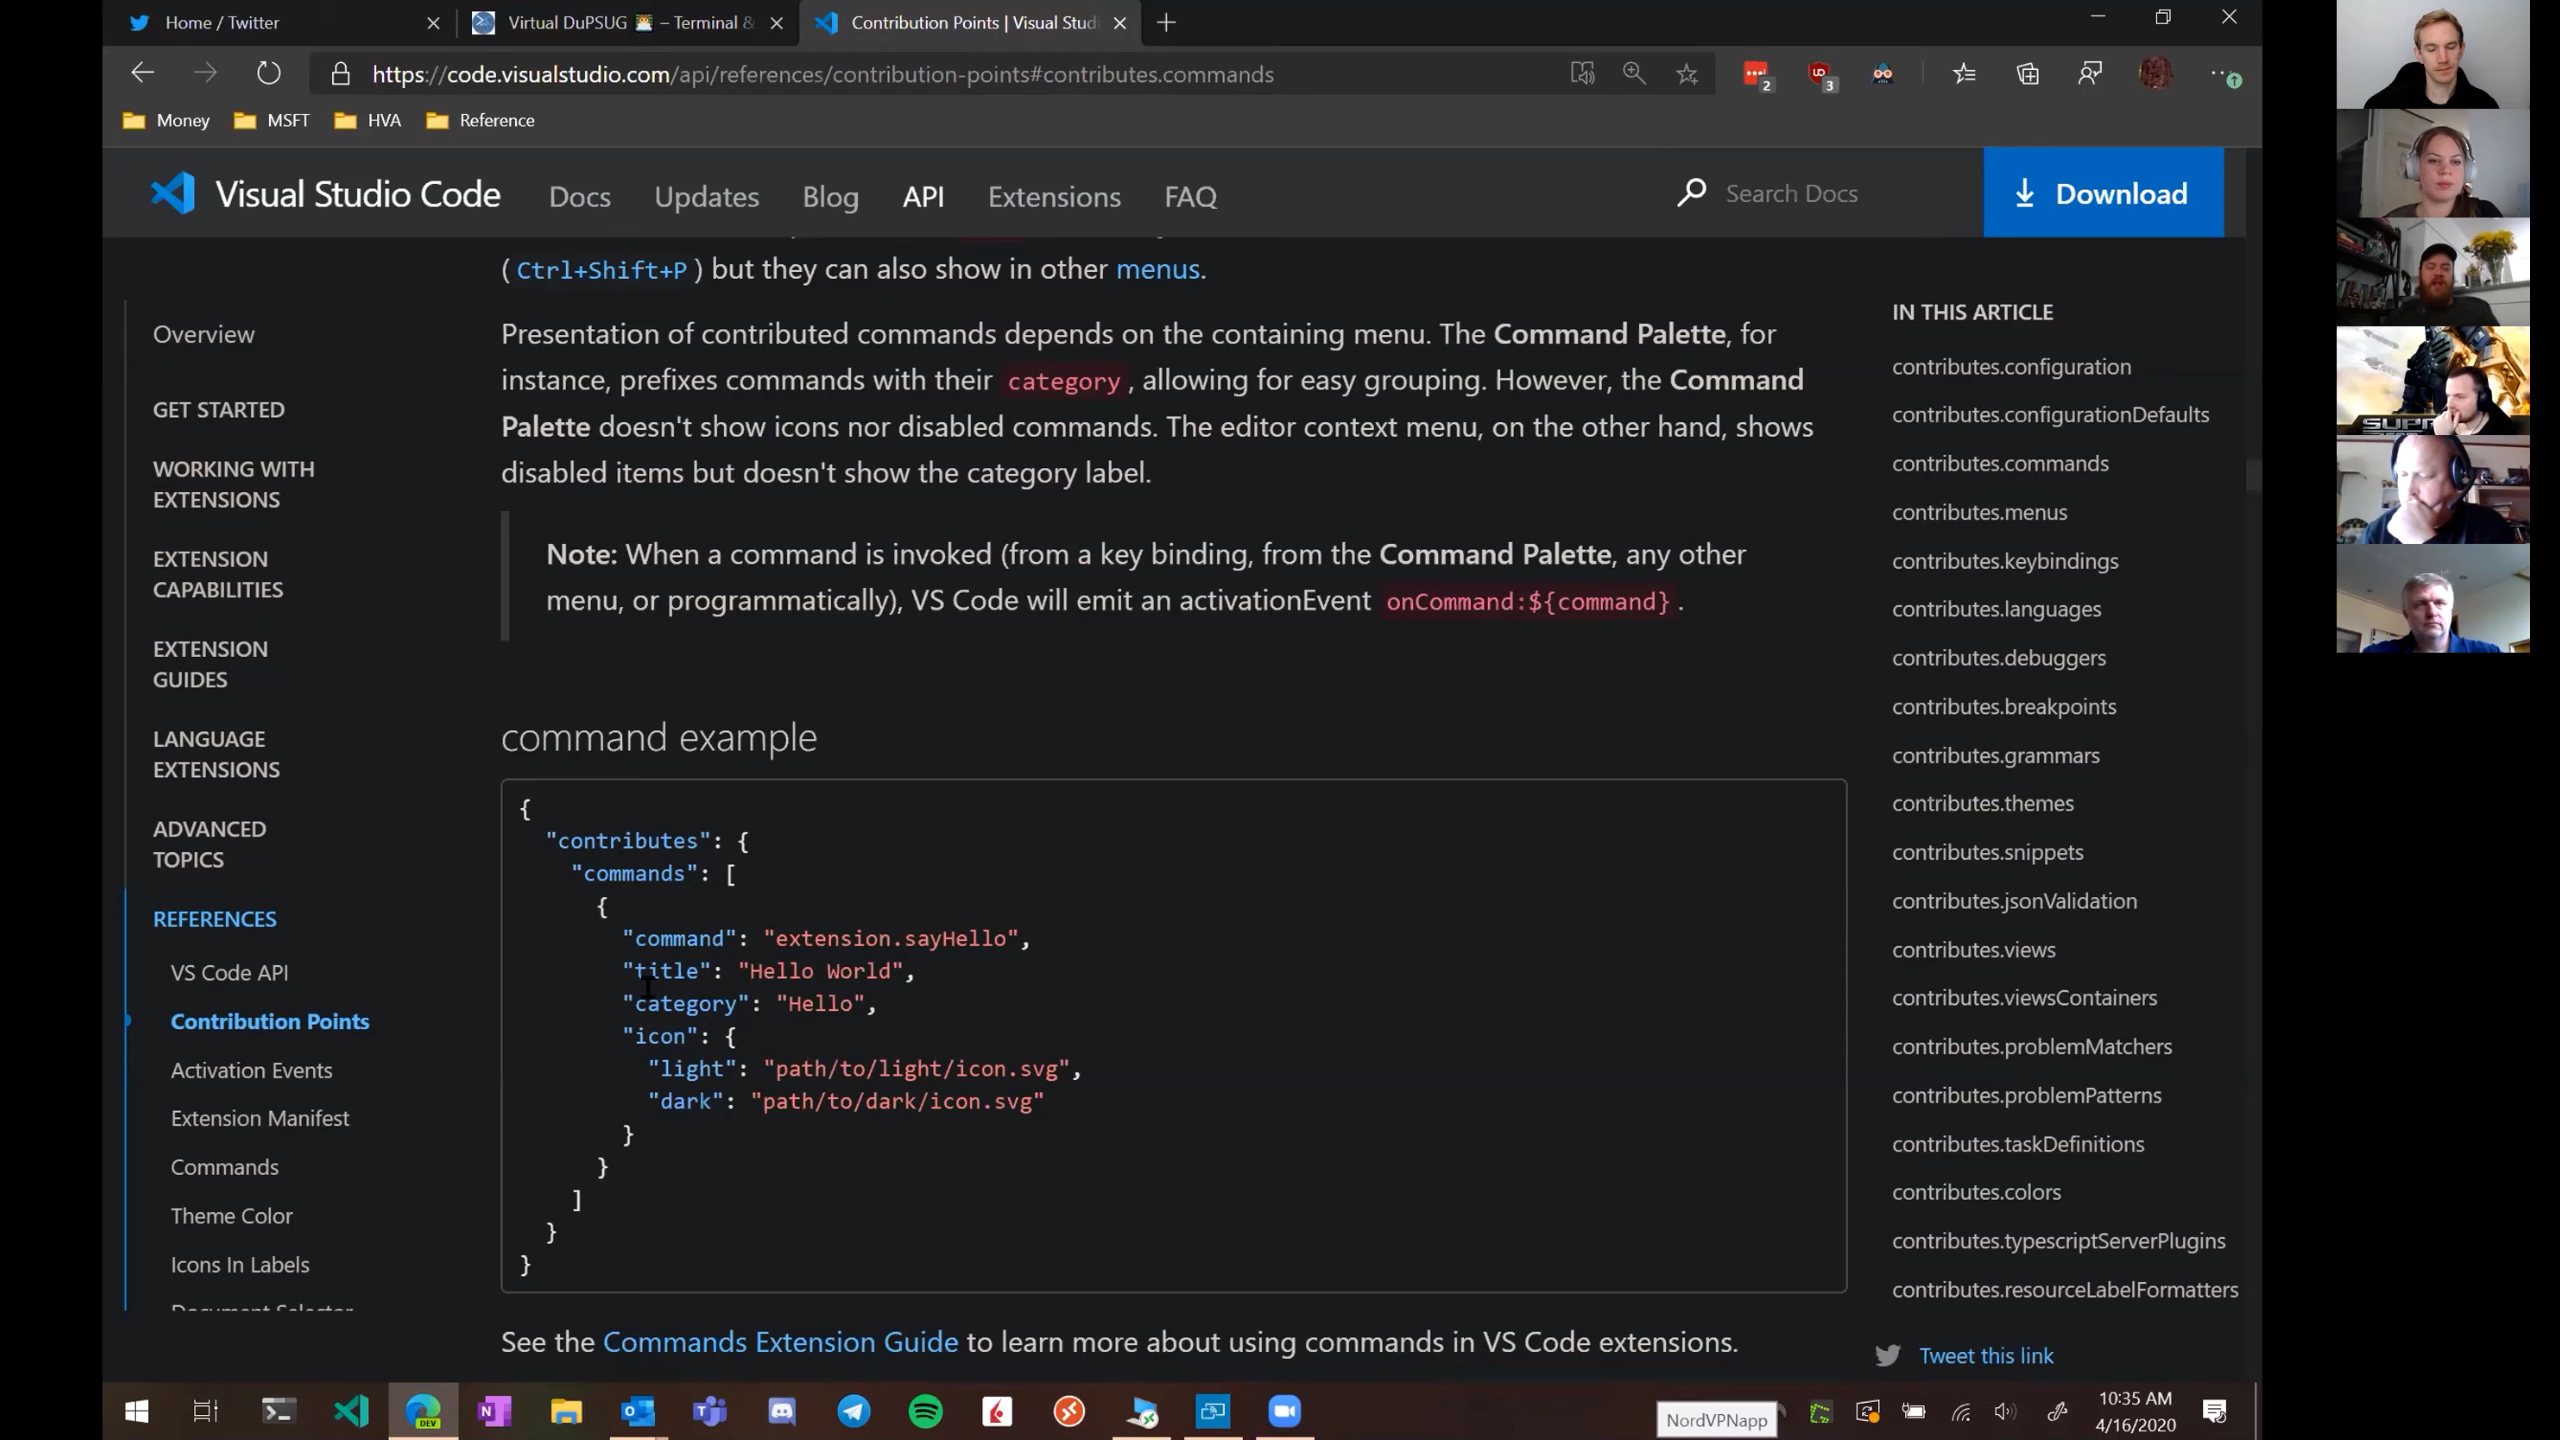 Home / Twitter
Virtual DuPSUG – Terminal &
Contribution Points | Visual Studi
https://code.visualstudio.com/api/references/contribution-points#contributes.commands
2
3
Money
MSFT
HVA
Reference
Visual Studio Code
Docs
Updates
Blog
API
Extensions
FAQ
Search Docs
Download
Overview
GET STARTED
WORKING WITH
EXTENSIONS
EXTENSION
CAPABILITIES
EXTENSION
GUIDES
LANGUAGE
EXTENSIONS
ADVANCED
TOPICS
REFERENCES
VS Code API
Contribution Points
Activation Events
Extension Manifest
Commands
Theme Color
Icons In Labels
Document Selector
(Ctrl+Shift+P) but they can also show in other menus.
Presentation of contributed commands depends on the containing menu. The Command Palette, for
instance, prefixes commands with their category, allowing for easy grouping. However, the Command
Palette doesn't show icons nor disabled commands. The editor context menu, on the other hand, shows
disabled items but doesn't show the category label.
Note: When a command is invoked (from a key binding, from the Command Palette, any other
menu, or programmatically), VS Code will emit an activationEvent onCommand:${command}.
command example
{
"contributes": {
"commands": [
{
"command": "extension.sayHello",
"title": "Hello World",
"category": "Hello",
"icon": {
"light": "path/to/light/icon.svg",
"dark": "path/to/dark/icon.svg"
}
}
]
}
}
See the Commands Extension Guide to learn more about using commands in VS Code extensions.
IN THIS ARTICLE
contributes.configuration
contributes.configurationDefaults
contributes.commands
contributes.menus
contributes.keybindings
contributes.languages
contributes.debuggers
contributes.breakpoints
contributes.grammars
contributes.themes
contributes.snippets
contributes.jsonValidation
contributes.views
contributes.viewsContainers
contributes.problemMatchers
contributes.problemPatterns
contributes.taskDefinitions
contributes.colors
contributes.typescriptServerPlugins
contributes.resourceLabelFormatters
Tweet this link
DEV
NordVPNapp
10:35 AM
4/16/2020